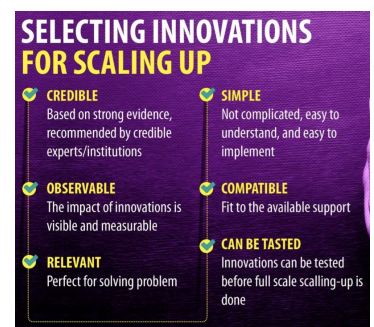 SELECTING INNOVATIONS
FOR SCALING UP
CREDIBLE
Based on strong evidence,
recommended by credible
experts/institutions
OBSERVABLE
The impact of innovations is
visible and measurable
RELEVANT
Perfect for solving problem
SIMPLE
Not complicated, easy to
understand, and easy to
implement
COMPATIBLE
Fit to the available support
CAN BE TASTED
Innovations can be tested
before full scale scalling-up is
done